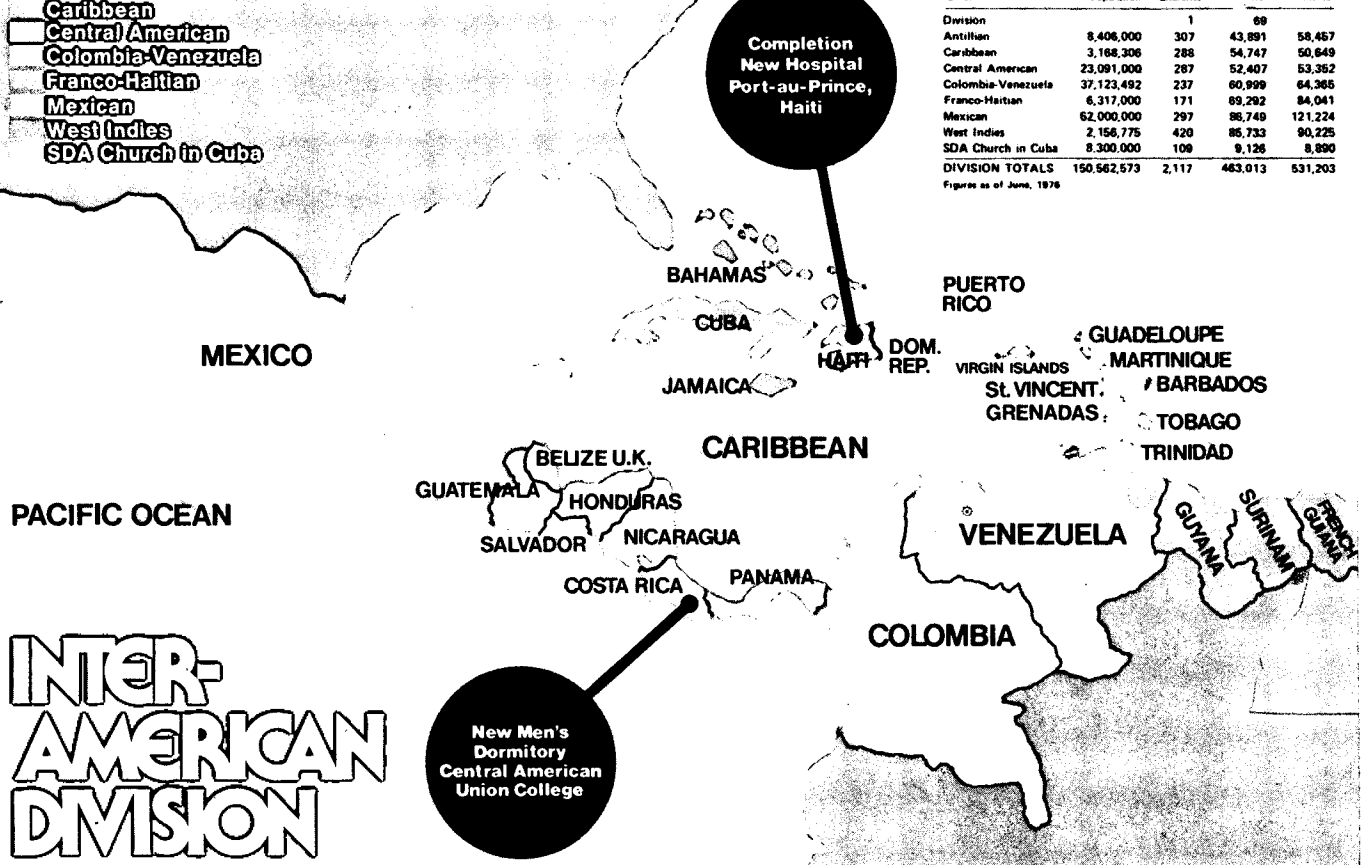 Caribbean
Central American
Colombia-Venezuela
Franco-Haitian
Mexican
West Indies
SDA Church in Cuba
Completion
New Hospital
Port-au-Prince,
Haiti
Division 1 69
Antillian 8,406,000 307 43,891 58,457
Caribbean 3,168,306 288 54,747 50,649
Central American 23,091,000 287 52,407 53,352
Colombia-Venezuela 37,123,492 237 60,999 64,365
Franco-Haitian 6,317,000 171 69,292 84,041
Mexican 62,000,000 297 86,749 121,224
West Indies 2,156,775 420 85,733 90,225
SDA Church in Cuba 8,300,000 109 9,126 8,890
DIVISION TOTALS 150,562,573 2,117 463,013 531,203
Figures as of June, 1976
BAHAMAS
PUERTO
RICO
CUBA
MEXICO
HAITI
DOM.
REP.
GUADELOUPE
VIRGIN ISLANDS
MARTINIQUE
JAMAICA
St. VINCENT
BARBADOS
GRENADAS
TOBAGO
CARIBBEAN
TRINIDAD
BELIZE U.K.
GUATEMALA
HONDURAS
PACIFIC OCEAN
SALVADOR
NICARAGUA
VENEZUELA
GUYANA
SURINAM
FRENCH
GUIANA
COSTA RICA
PANAMA
COLOMBIA
INTER-
AMERICAN
DIVISION
New Men's
Dormitory
Central American
Union College